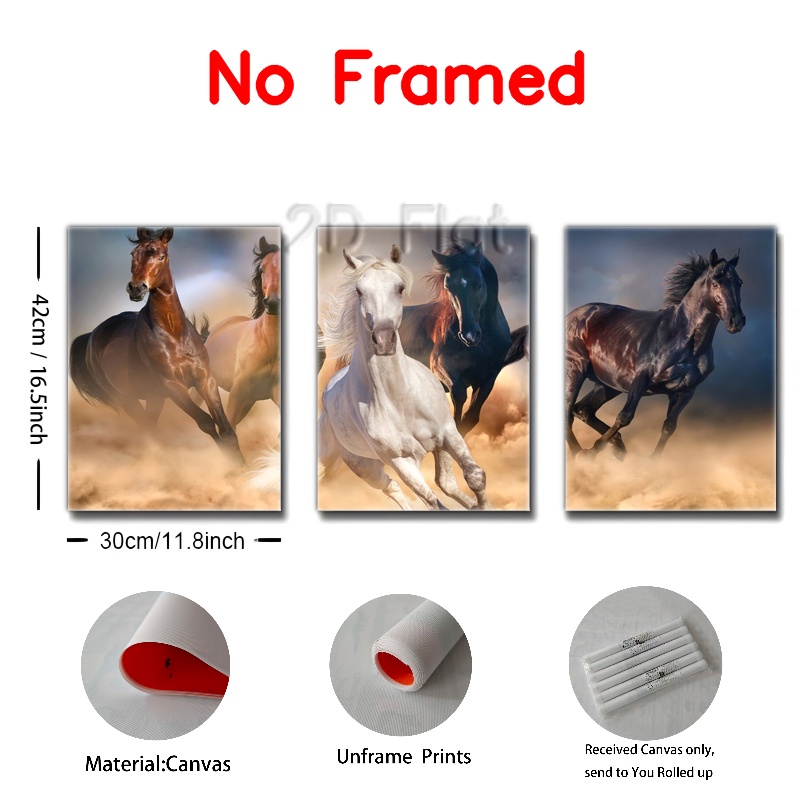 No Framed
2D Flat
42cm / 16.5inch
30cm/11.8inch
Material:Canvas
Unframe Prints
Received Canvas only,
send to You Rolled up